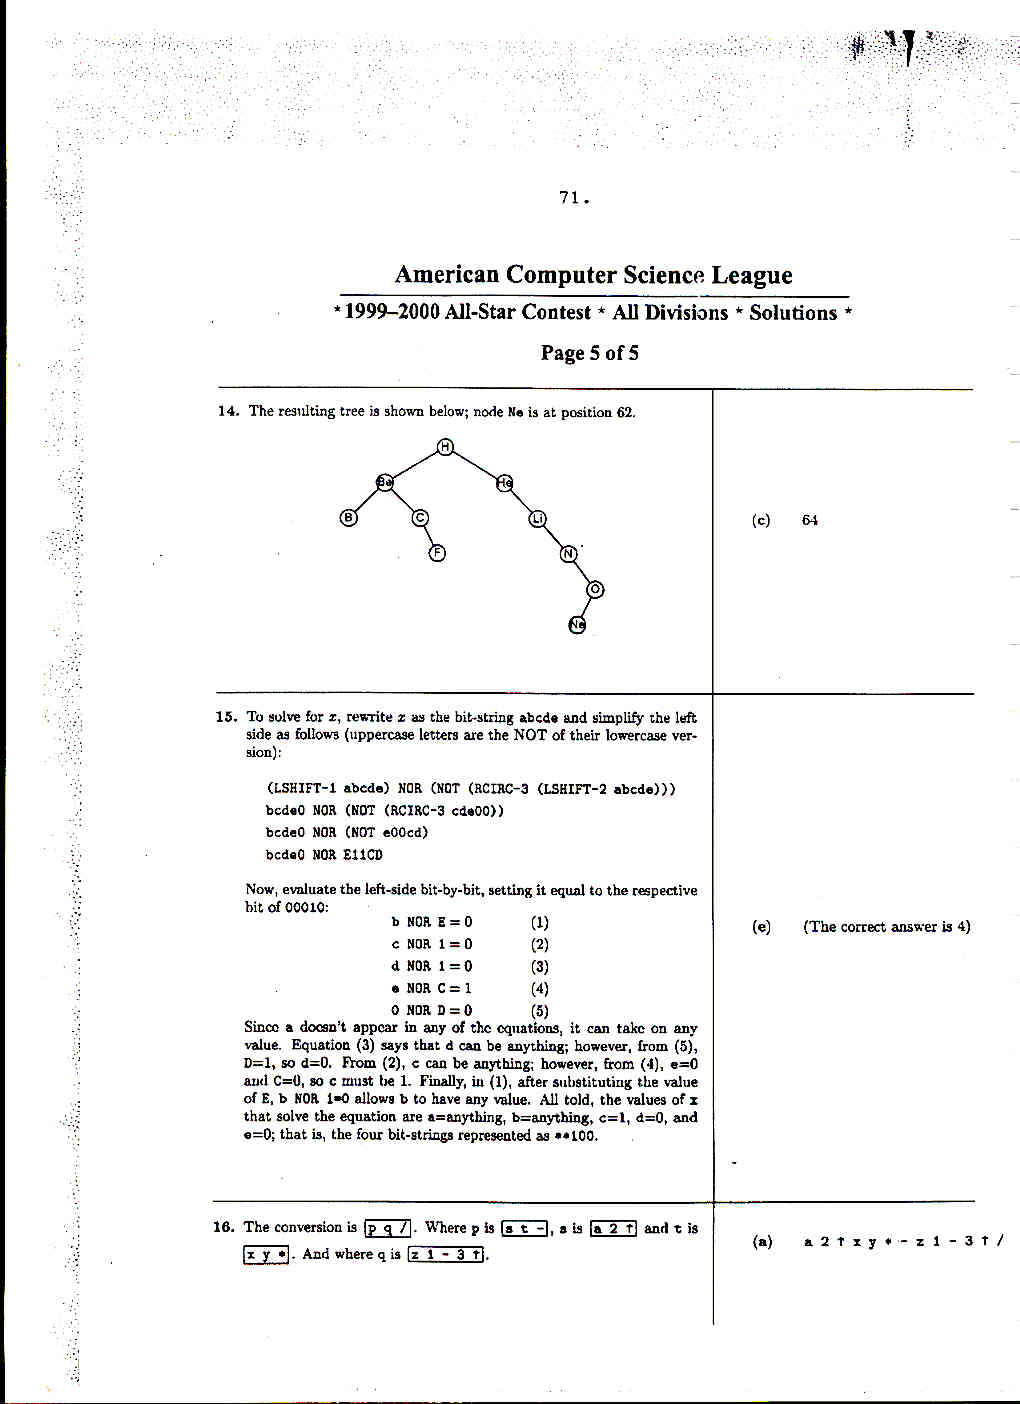 71.
American Computer Science League
* 1999–2000 All-Star Contest * All Divisions * Solutions *
Page 5 of 5
14. The resulting tree is shown below; node Ne is at position 62.
H
Be He
B C Li
F N
O
Ne
(c) 64
15. To solve for x, rewrite x as the bit-string abcde and simplify the left
side as follows (uppercase letters are the NOT of their lowercase ver-
sion):
(LSHIFT-1 abcde) NOR (NOT (RCIRC-3 (LSHIFT-2 abcde)))
bcde0 NOR (NOT (RCIRC-3 cde00))
bcde0 NOR (NOT e00cd)
bcde0 NOR E11CD
Now, evaluate the left-side bit-by-bit, setting it equal to the respective
bit of 00010:
b NOR E = 0 (1)
c NOR 1 = 0 (2)
d NOR 1 = 0 (3)
e NOR C = 1 (4)
0 NOR D = 0 (5)
Since a doesn't appear in any of the equations, it can take on any
value. Equation (3) says that d can be anything; however, from (5),
D=1, so d=0. From (2), c can be anything; however, from (4), e=0
and C=0, so c must be 1. Finally, in (1), after substituting the value
of E, b NOR 1=0 allows b to have any value. All told, the values of x
that solve the equation are a=anything, b=anything, c=1, d=0, and
e=0; that is, the four bit-strings represented as **100.
(e) (The correct answer is 4)
16. The conversion is p q /. Where p is s t -, s is a 2 ↑ and t is
x y *. And where q is z 1 - 3 ↑.
(a) a 2 ↑ x y * - z 1 - 3 ↑ /